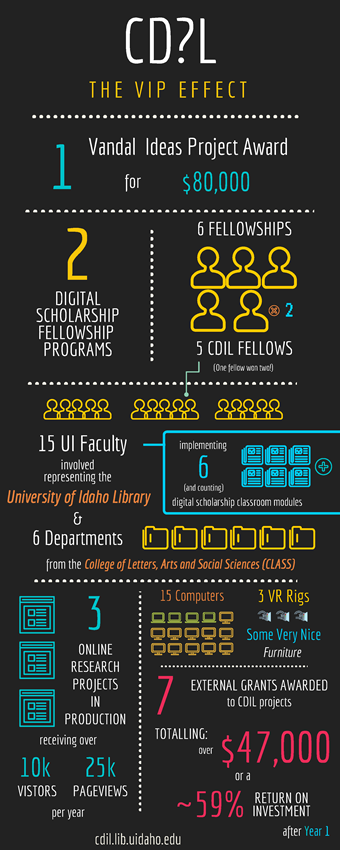 CD?L
THE VIP EFFECT
1
Vandal Ideas Project Award
for $80,000
2
DIGITAL
SCHOLARSHIP
FELLOWSHIP
PROGRAMS
6 FELLOWSHIPS
2
5 CDIL FELLOWS
(One fellow won two!)
15 UI Faculty
involved
representing the
University of Idaho Library
&
6 Departments
from the College of Letters, Arts and Social Sciences (CLASS)
implementing
6
(and counting)
digital scholarship classroom modules
3
ONLINE
RESEARCH
PROJECTS
IN
PRODUCTION
receiving over
10k 25k
VISTORS PAGEVIEWS
per year
15 Computers
3 VR Rigs
Some Very Nice
Furniture
7
EXTERNAL GRANTS AWARDED
to CDIL projects
TOTALLING:
over $47,000
or a
~59% RETURN ON
INVESTMENT
after Year 1
cdil.lib.uidaho.edu